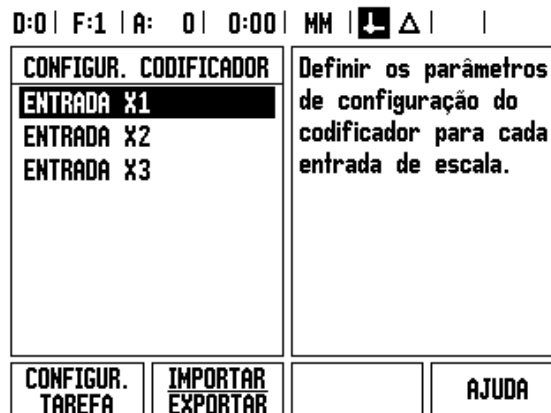 D:0| F:1 |A: 0| 0:00| MM |
CONFIGUR. CODIFICADOR
ENTRADA X1
ENTRADA X2
ENTRADA X3
Definir os parâmetros
de configuração do
codificador para cada
entrada de escala.
CONFIGUR.
TAREFA
IMPORTAR
EXPORTAR
AJUDA